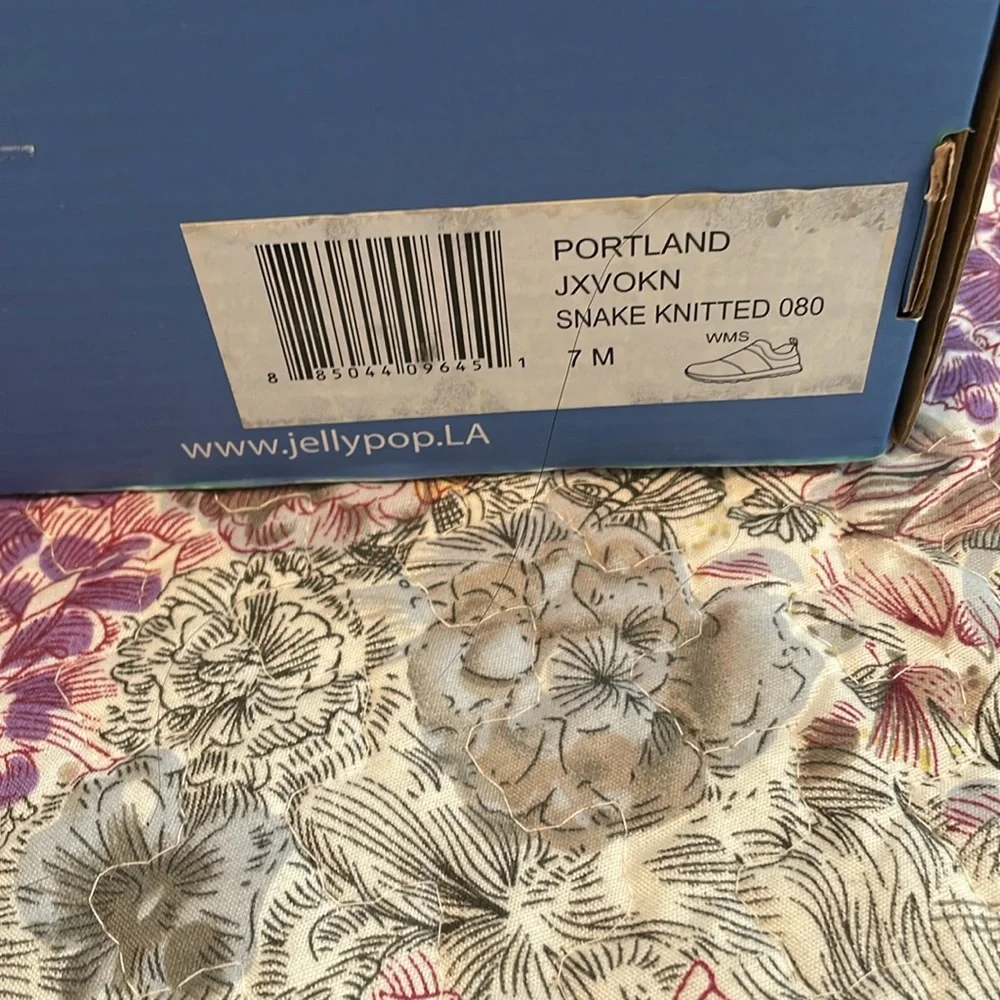 PORTLAND
JXVOKN
SNAKE KNITTED 080
WMS
7 M
8 85044 09645 1
www.jellypop.LA